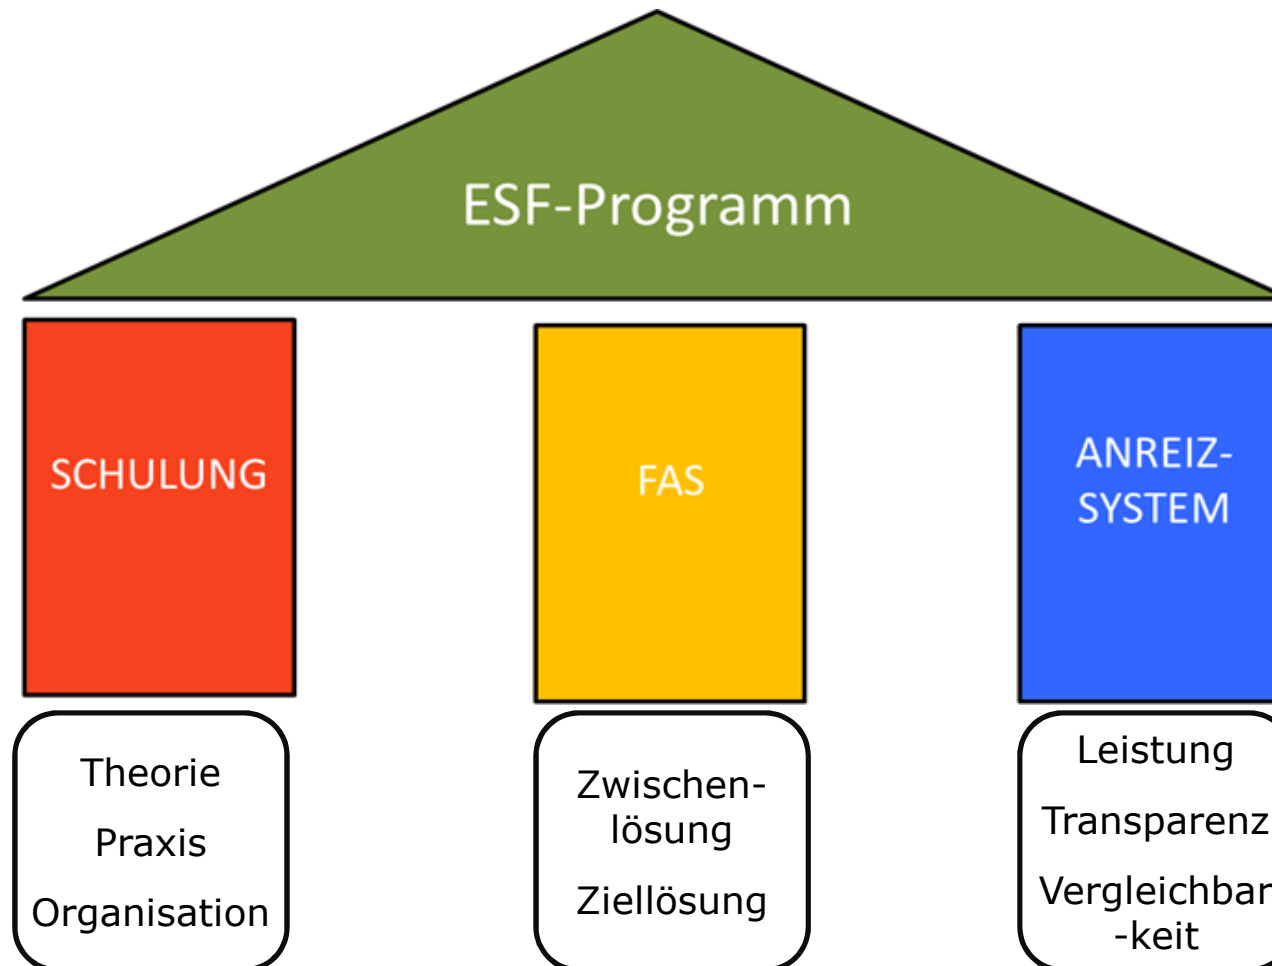 ESF-Programm
SCHULUNG
FAS
ANREIZ-
SYSTEM
Theorie
Praxis
Organisation
Zwischen-
lösung
Ziellösung
Leistung
Transparenz
Vergleichbar
-keit